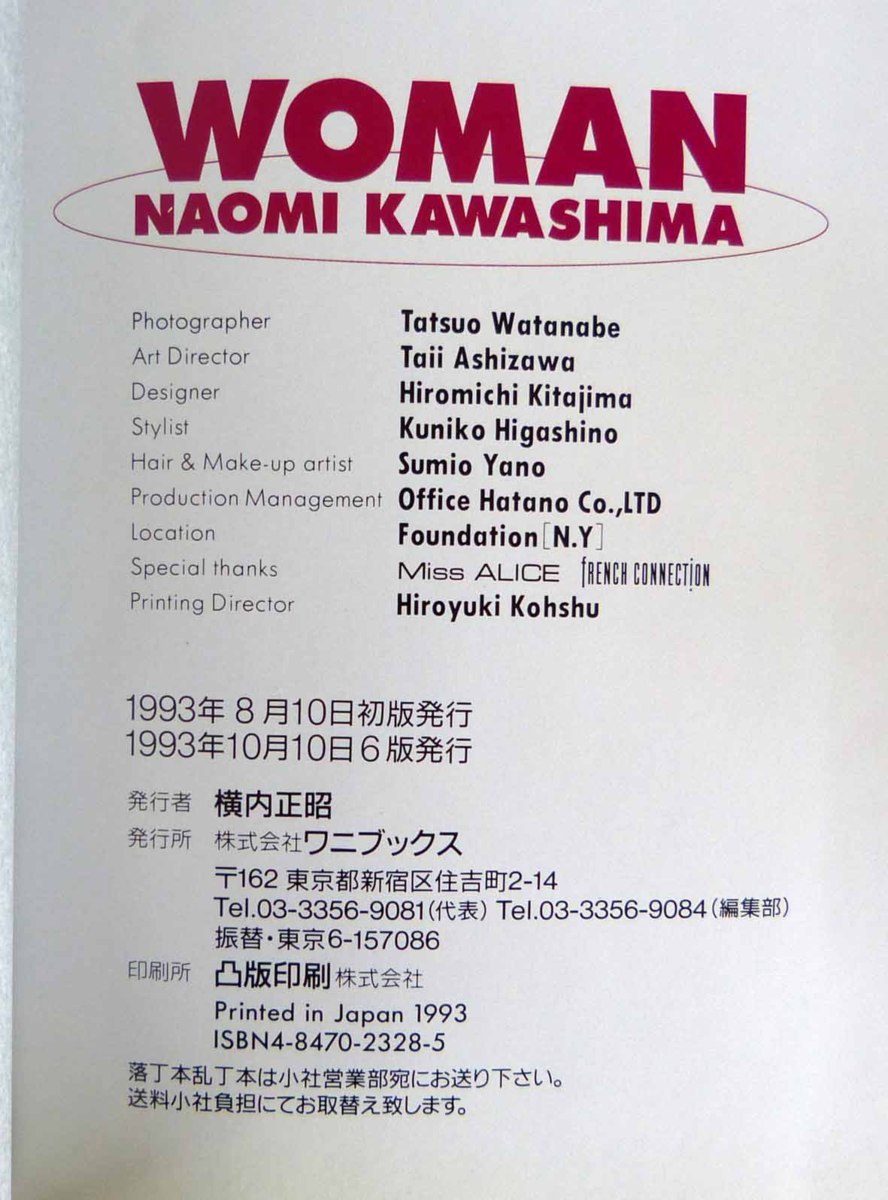 WOMAN
NAOMI KAWASHIMA
Photographer Tatsuo Watanabe
Art Director Taii Ashizawa
Designer Hiromichi Kitajima
Stylist Kuniko Higashino
Hair & Make-up artist Sumio Yano
Production Management Office Hatano Co.,LTD
Location Foundation[N.Y]
Special thanks Miss ALICE fRENCH CONNECTiON
Printing Director Hiroyuki Kohshu
1993年8月10日初版発行
1993年10月10日6版発行
発行者 横内正昭
発行所 株式会社ワニブックス
〒162 東京都新宿区住吉町2-14
Tel.03-3356-9081(代表) Tel.03-3356-9084(編集部)
振替・東京6-157086
印刷所 凸版印刷株式会社
Printed in Japan 1993
ISBN4-8470-2328-5
落丁本乱丁本は小社営業部宛にお送り下さい。
送料小社負担にてお取替え致します。